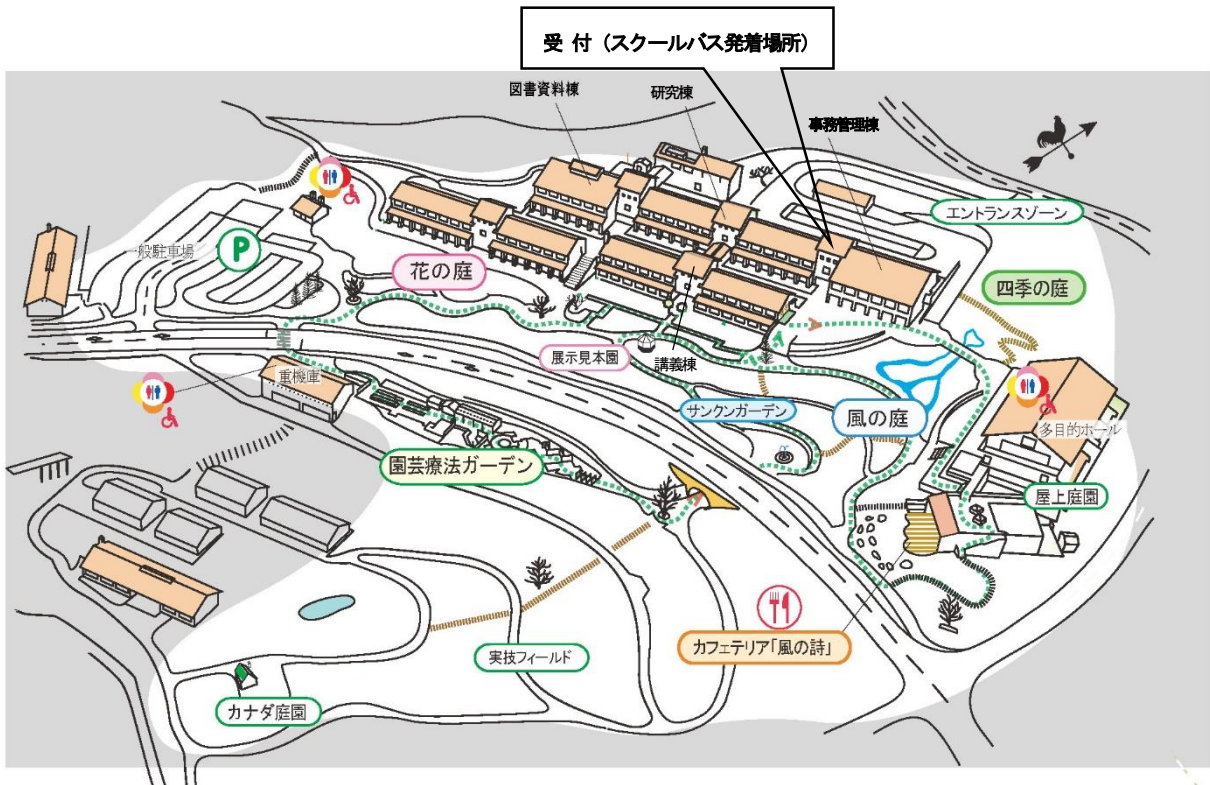 受 付（スクールバス発着場所）
図書資料棟
研究棟
事務管理棟
エントランスゾーン
一般駐車場
P
花の庭
四季の庭
展示見本園
講義棟
重機庫
サンクンガーデン
風の庭
多目的ホール
園芸療法ガーデン
屋上庭園
カフェテリア「風の詩」
実技フィールド
カナダ庭園